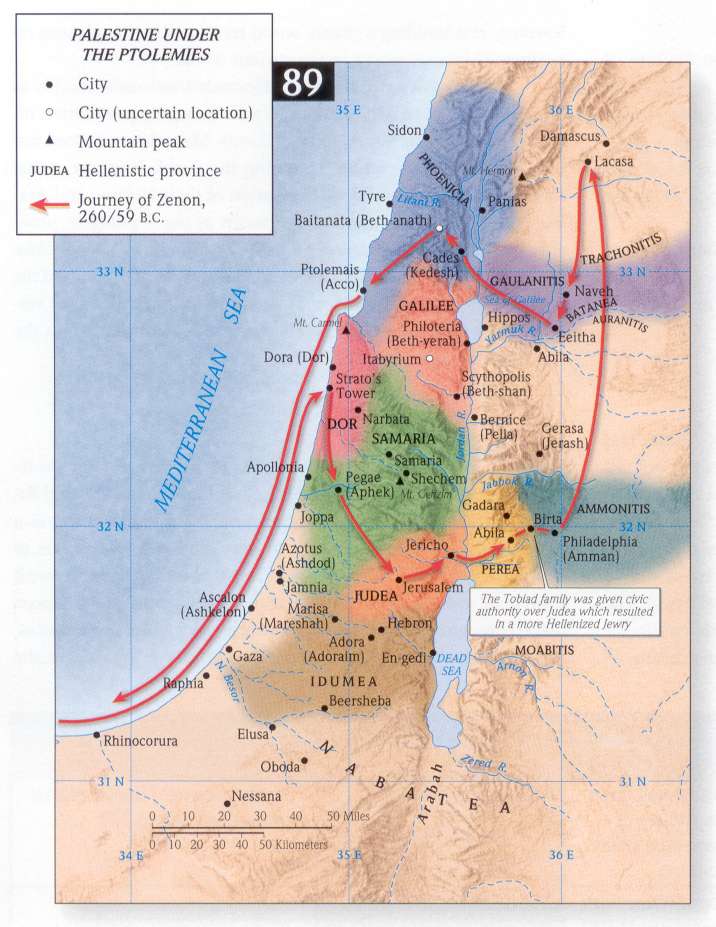 PALESTINE UNDER
THE PTOLEMIES
City
City (uncertain location)
Mountain peak
JUDEA Hellenistic province
Journey of Zenon,
260/59 B.C.
89
35 E
36 E
Sidon
Damascus
Lacasa
PHOENICIA
Mt. Hermon
Tyre
Litani R.
Panias
Baitanata (Beth-anath)
TRACHONITIS
Cades
(Kedesh)
33 N
33 N
Ptolemais
(Acco)
GAULANITIS
Naveh
BATANEA
GALILEE
Sea of Galilee
AURANITIS
Mt. Carmel
Philoteria
(Beth-yerah)
Hippos
Yarmuk R.
Eeitha
Dora (Dor)
Itabyrium
Abila
MEDITERRANEAN SEA
Strato's
Tower
Scythopolis
(Beth-shan)
DOR
Narbata
Jordan R.
Bernice
(Pella)
Gerasa
(Jerash)
SAMARIA
Samaria
Apollonia
Shechem
Pegae
(Aphek)
Mt. Gerizim
Jabbok R.
AMMONITIS
Gadara
Joppa
32 N
32 N
Birta
Abila
Philadelphia
(Amman)
Azotus
(Ashdod)
Jericho
PEREA
Jamnia
JUDEA
Jerusalem
The Tobiad family was given civic
authority over Judea which resulted
in a more Hellenized Jewry
Ascalon
(Ashkelon)
Marisa
(Mareshah)
Hebron
Adora
(Adoraim)
En-gedi
DEAD
SEA
MOABITIS
Gaza
Arnon R.
Raphia
N. Besor
IDUMEA
Beersheba
Rhinocorura
Elusa
NABATEA
Oboda
Zered R.
31 N
31 N
Arabah
Nessana
0 10 20 30 40 50 Miles
0 10 20 30 40 50 Kilometers
34 E
35 E
36 E